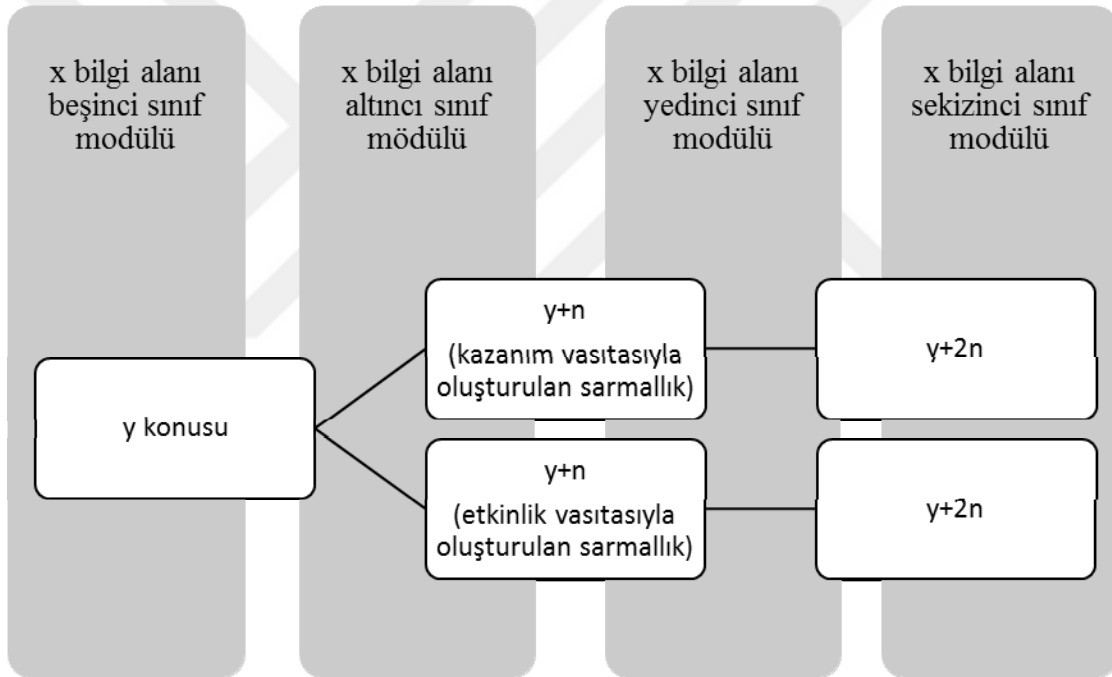 x bilgi alanı
beşinci sınıf
modülü
x bilgi alanı
altıncı sınıf
mödülü
x bilgi alanı
yedinci sınıf
modülü
x bilgi alanı
sekizinci sınıf
modülü
y konusu
y+n
(kazanım vasıtasıyla
oluşturulan sarmallık)
y+2n
y+n
(etkinlik vasıtasıyla
oluşturulan sarmallık)
y+2n